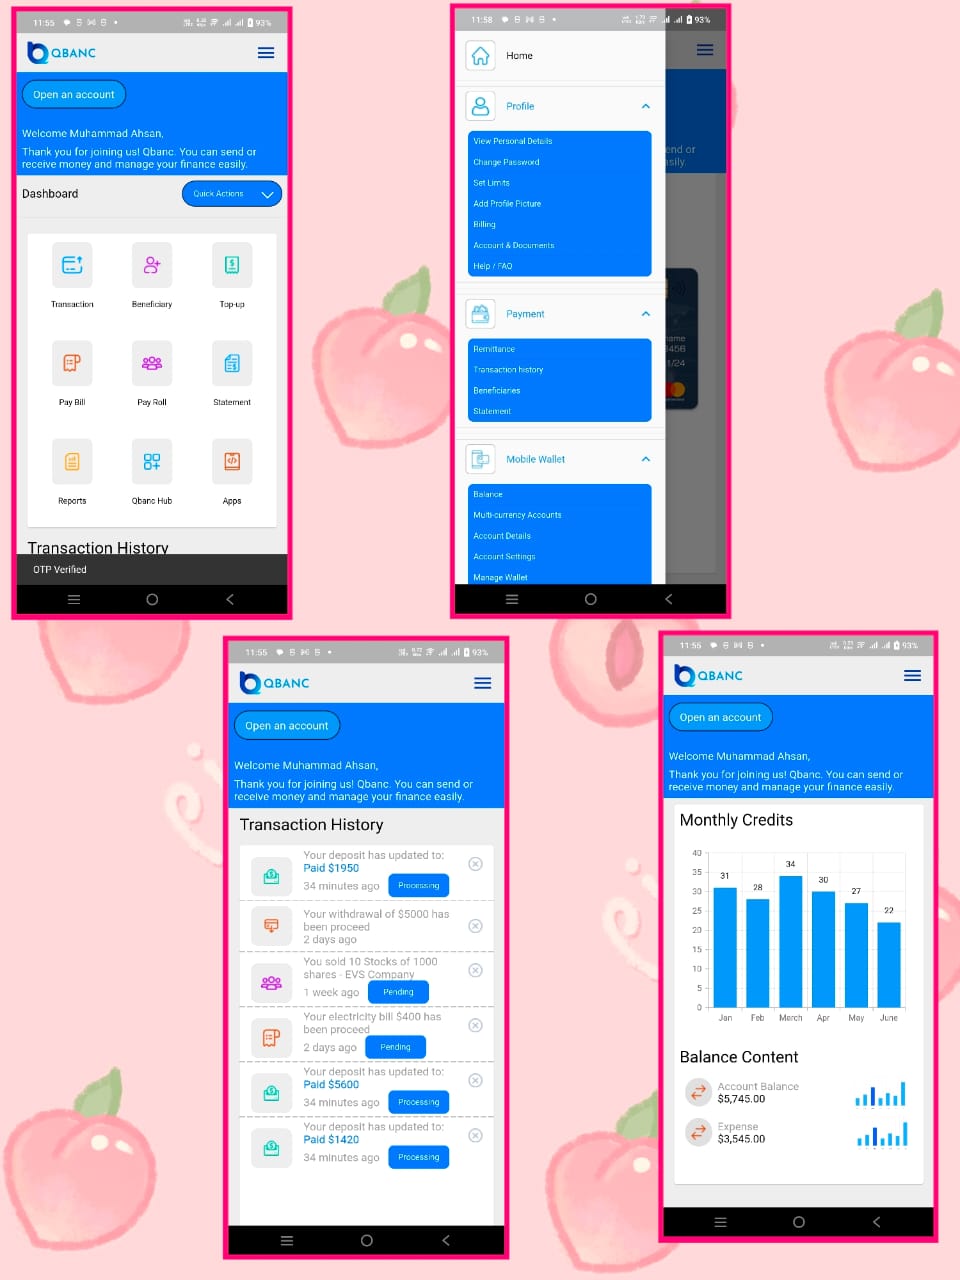 11:55
93%
QBANC
Open an account
Welcome Muhammad Ahsan,
Thank you for joining us! Qbanc. You can send or
receive money and manage your finance easily.
Dashboard
Quick Actions
Transaction
Beneficiary
Top-up
Pay Bill
Pay Roll
Statement
Reports
Qbanc Hub
Apps
Transaction History
OTP Verified
11:58
93%
Home
Profile
View Personal Details
Change Password
Set Limits
Add Profile Picture
Billing
Account & Documents
Help / FAQ
Payment
Remittance
Transaction history
Beneficiaries
Statement
Mobile Wallet
Balance
Multi-currency Accounts
Account Details
Account Settings
Manage Wallet
end or
asily.
name
3456
1/24
11:55
93%
QBANC
Open an account
Welcome Muhammad Ahsan,
Thank you for joining us! Qbanc. You can send or
receive money and manage your finance easily.
Transaction History
Your deposit has updated to:
Paid $1950
34 minutes ago Processing
Your withdrawal of $5000 has
been proceed
2 days ago
You sold 10 Stocks of 1000
shares - EVS Company
1 week ago Pending
Your electricity bill $400 has
been proceed
2 days ago Pending
Your deposit has updated to:
Paid $5600
34 minutes ago Processing
Your deposit has updated to:
Paid $1420
34 minutes ago Processing
11:55
93%
QBANC
Open an account
Welcome Muhammad Ahsan,
Thank you for joining us! Qbanc. You can send or
receive money and manage your finance easily.
Monthly Credits
40
35
30
25
20
15
10
5
0
31
28
34
30
27
22
Jan Feb March Apr May June
Balance Content
Account Balance
$5,745.00
Expense
$3,545.00